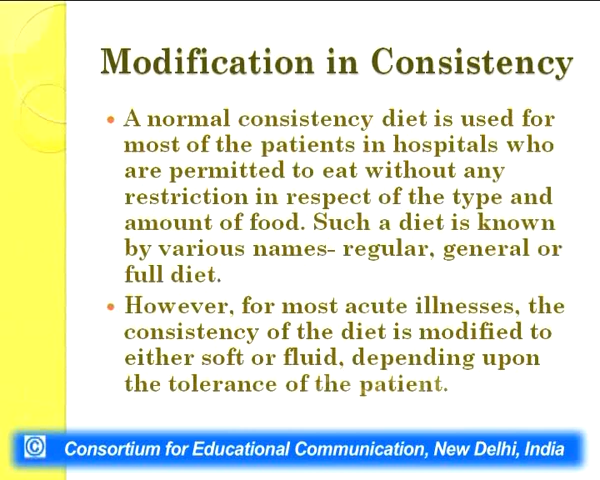 Modification in Consistency
• A normal consistency diet is used for
most of the patients in hospitals who
are permitted to eat without any
restriction in respect of the type and
amount of food. Such a diet is known
by various names- regular, general or
full diet.
• However, for most acute illnesses, the
consistency of the diet is modified to
either soft or fluid, depending upon
the tolerance of the patient.
© Consortium for Educational Communication, New Delhi, India